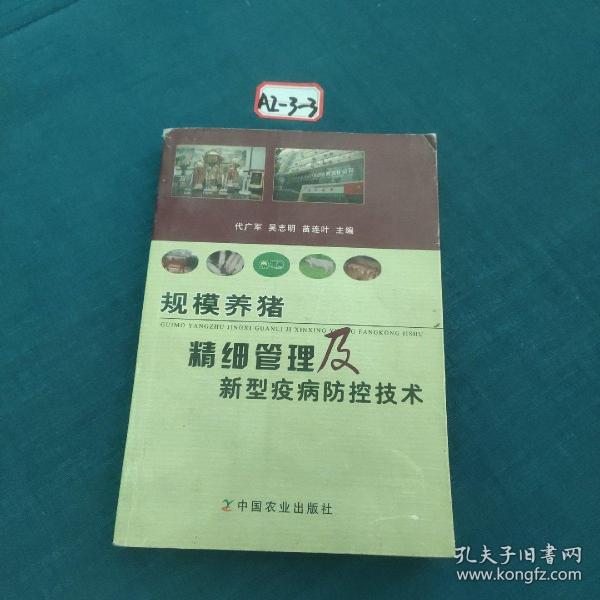 A2-3-3
代广军 吴志明 苗连叶 主编
规模养猪
GUIMO YANGZHU JINGXI GUANLI JI XINXING YIBING FANGKONG JISHU
精细管理及
新型疫病防控技术
中国农业出版社
孔夫子旧书网
www.kongfz.com